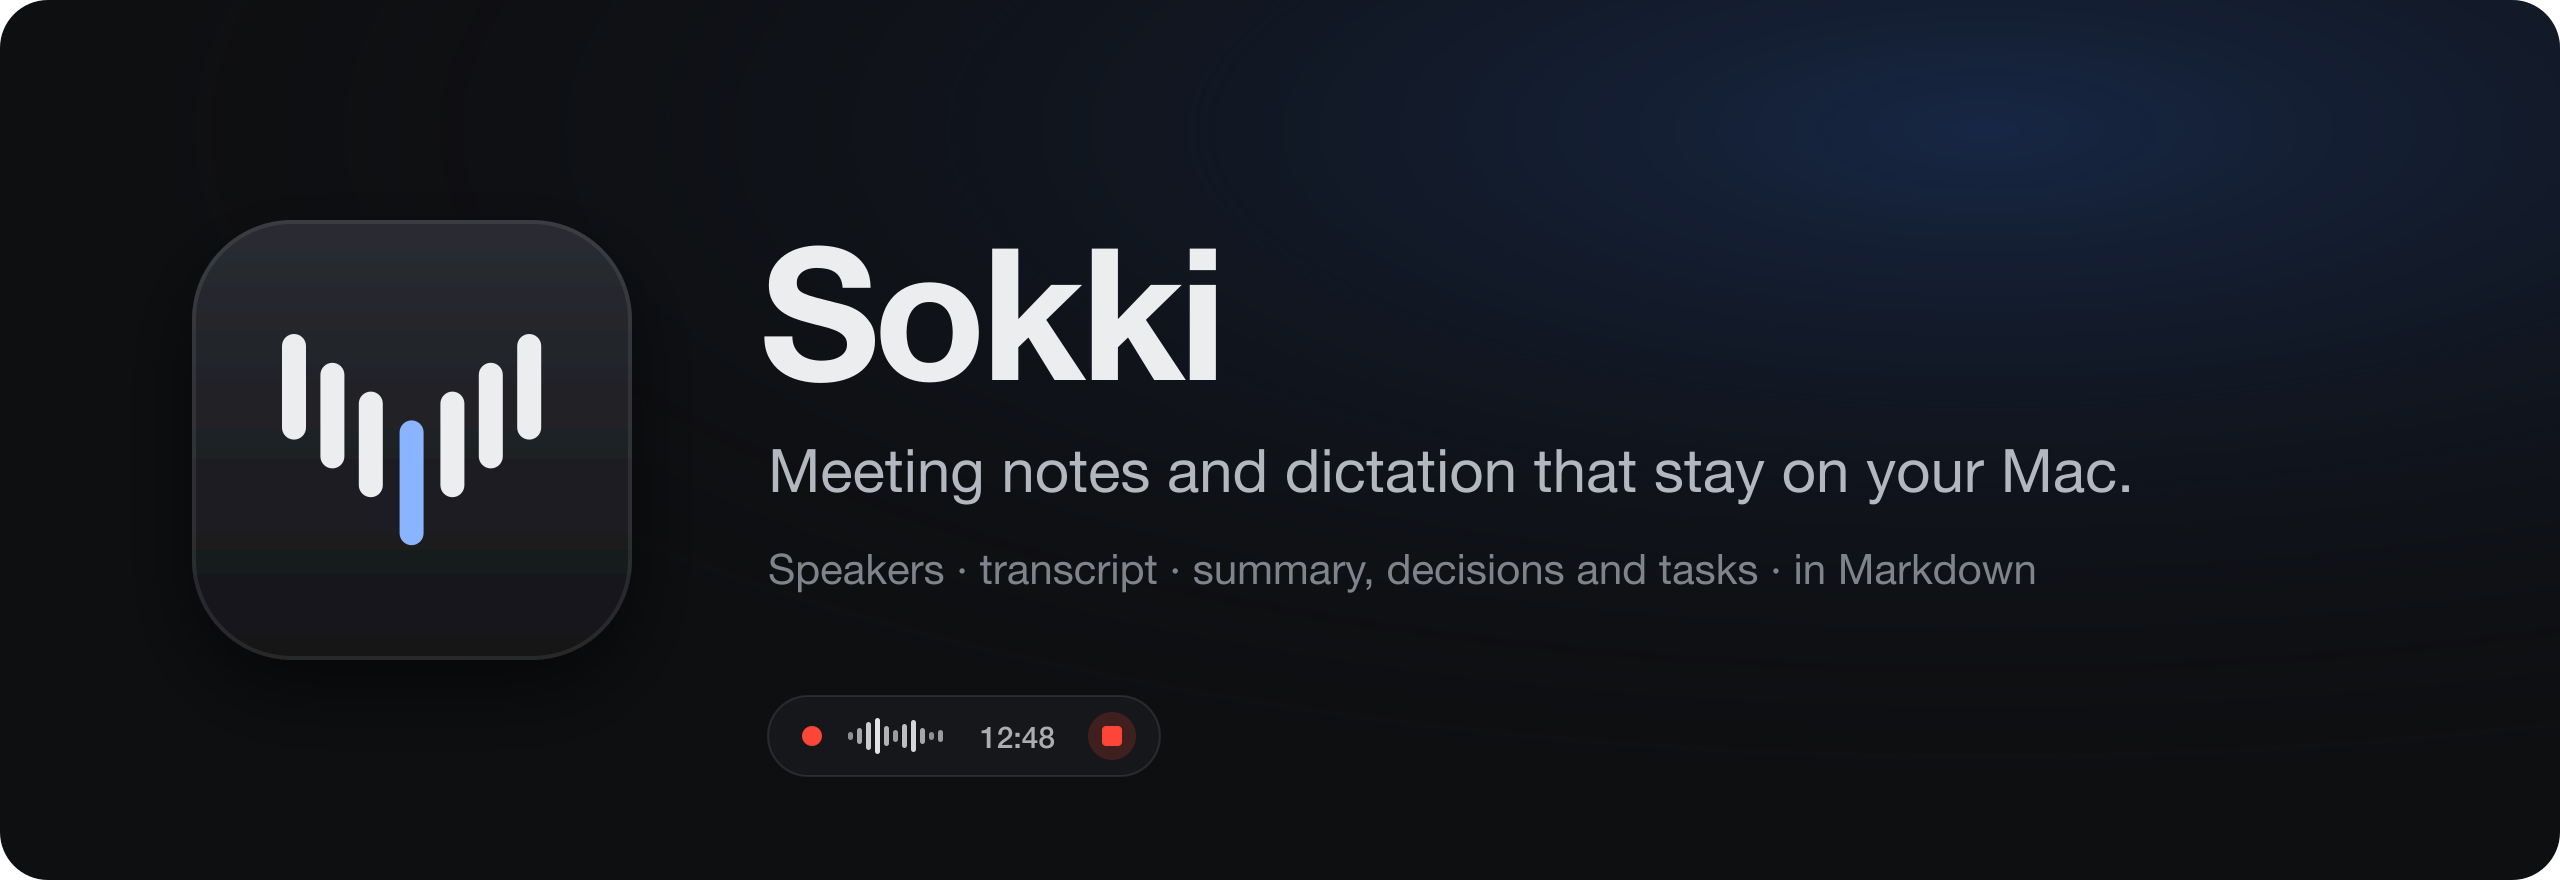 Sokki
Meeting notes and dictation that stay on your Mac.
Speakers · transcript · summary, decisions and tasks · in Markdown
12:48